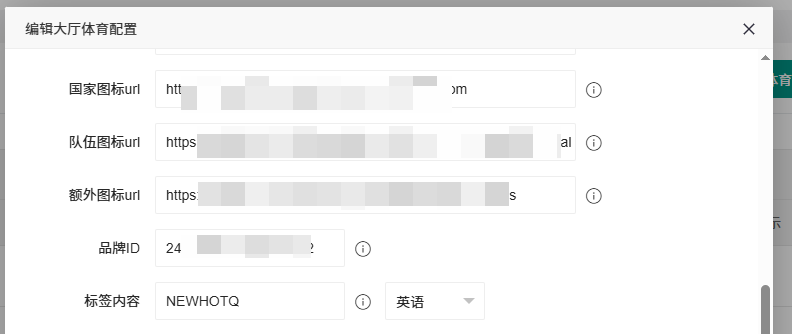 编辑大厅体育配置
体育
国家图标url htt om
队伍图标url https al
额外图标url https: s
示
品牌ID 24 2
标签内容 NEWHOTQ 英语